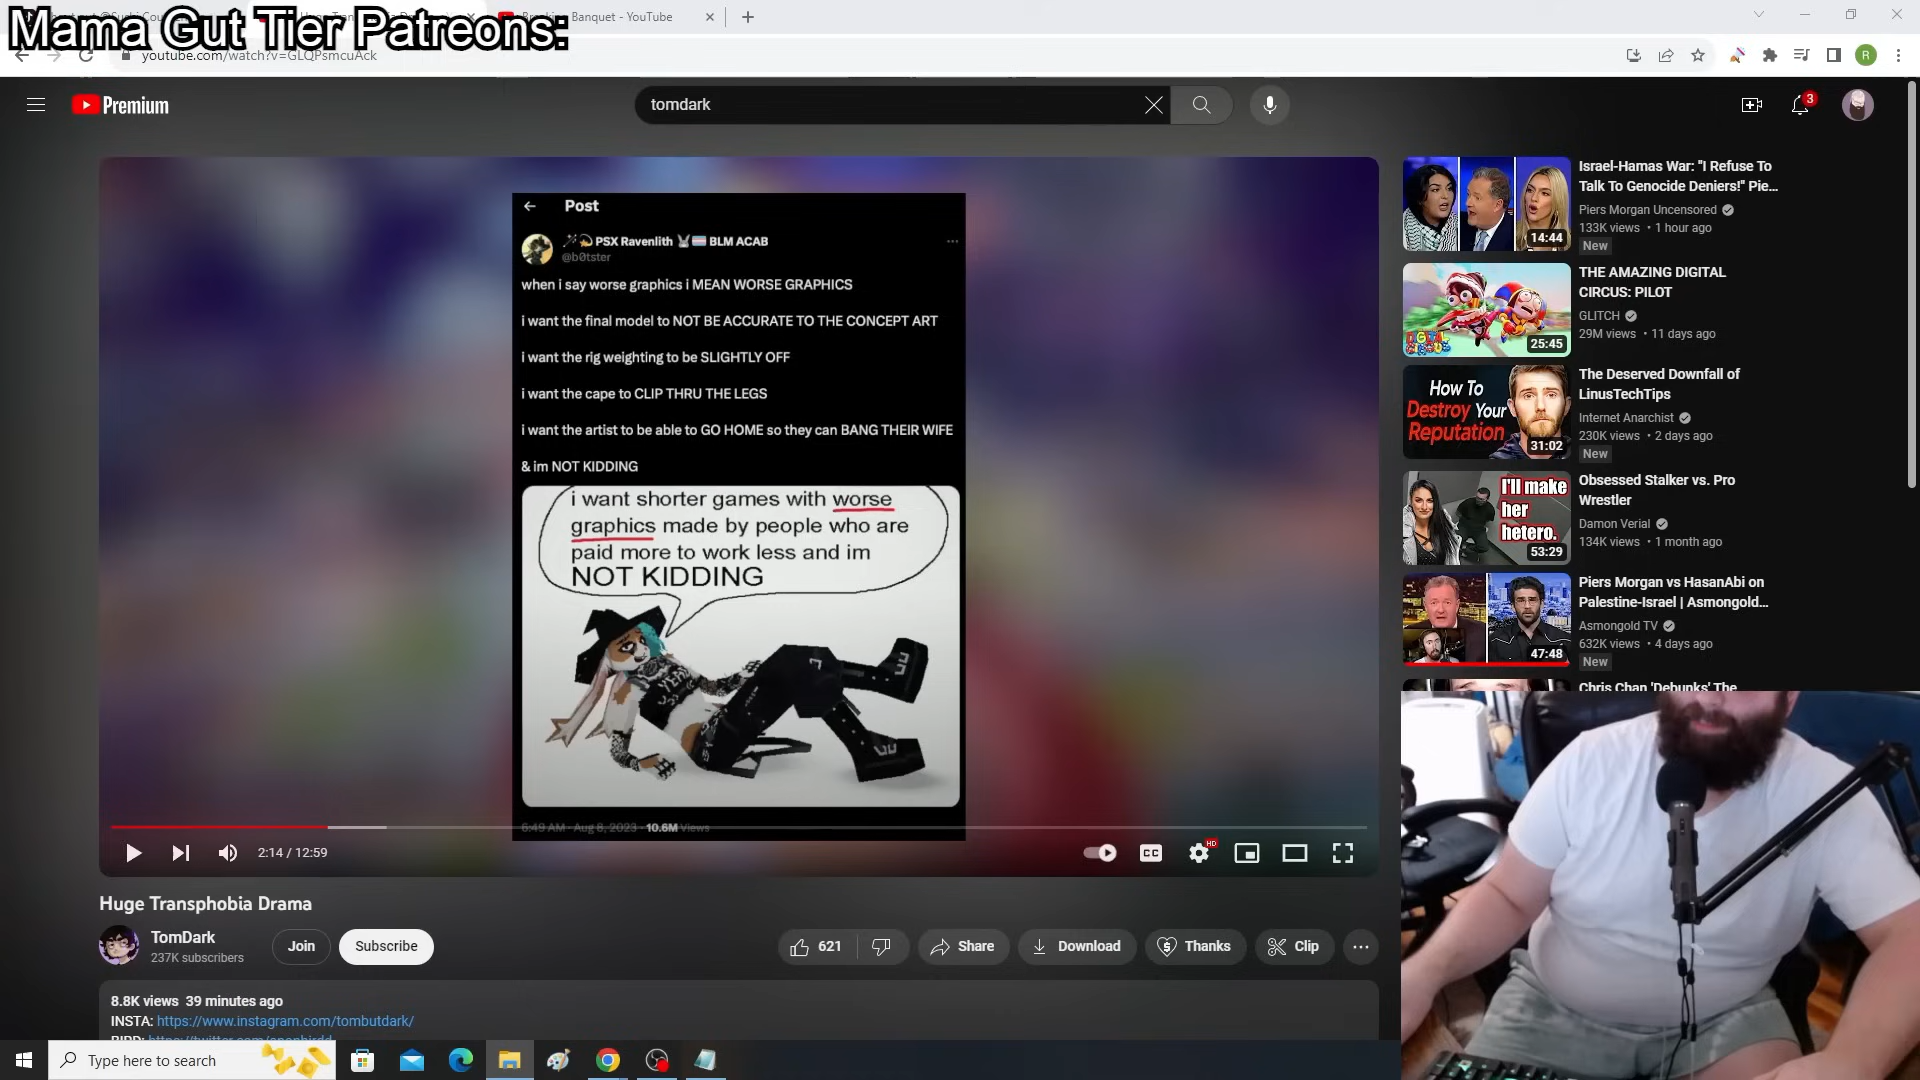 Mama Gut Tier Patreons:
Banquet - YouTube
youtube.com/watch?v=GLQPsmcuAck
R
Premium
tomdark
3
Post
PSX Ravenlith BLM ACAB
@b0tster
when i say worse graphics i MEAN WORSE GRAPHICS
i want the final model to NOT BE ACCURATE TO THE CONCEPT ART
i want the rig weighting to be SLIGHTLY OFF
i want the cape to CLIP THRU THE LEGS
i want the artist to be able to GO HOME so they can BANG THEIR WIFE
& im NOT KIDDING
i want shorter games with worse
graphics made by people who are
paid more to work less and im
NOT KIDDING
6:49 AM · Aug 8, 2023 · 10.6M Views
2:14 / 12:59
CC
HD
Huge Transphobia Drama
TomDark
237K subscribers
Join
Subscribe
621
Share
Download
Thanks
Clip
8.8K views 39 minutes ago
INSTA: https://www.instagram.com/tombutdark/
Israel-Hamas War: "I Refuse To
Talk To Genocide Deniers!" Pie...
Piers Morgan Uncensored
133K views • 1 hour ago
New
14:44
THE AMAZING DIGITAL
CIRCUS: PILOT
GLITCH
29M views • 11 days ago
25:45
The Deserved Downfall of
LinusTechTips
Internet Anarchist
230K views • 2 days ago
New
How To
Destroy Your
Reputation
31:02
Obsessed Stalker vs. Pro
Wrestler
Damon Verial
134K views • 1 month ago
I'll make
her
hetero.
53:29
Piers Morgan vs HasanAbi on
Palestine-Israel | Asmongold...
Asmongold TV
632K views • 4 days ago
New
47:48
Chris Chan 'Debunks' The
Type here to search